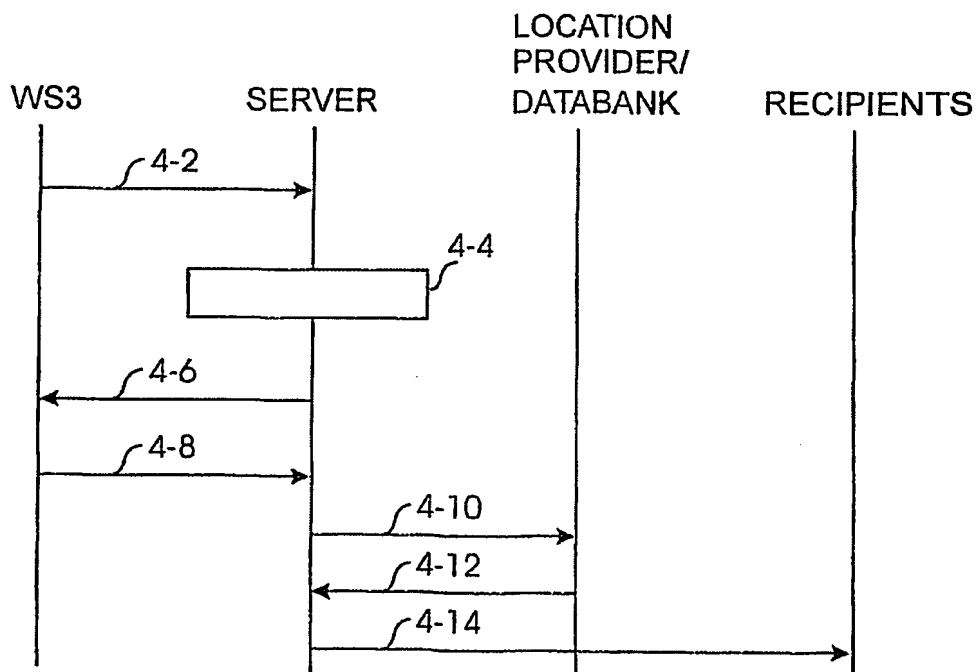 WS3
SERVER
LOCATION
PROVIDER/
DATABANK
RECIPIENTS
4-2
4-4
4-6
4-8
4-10
4-12
4-14